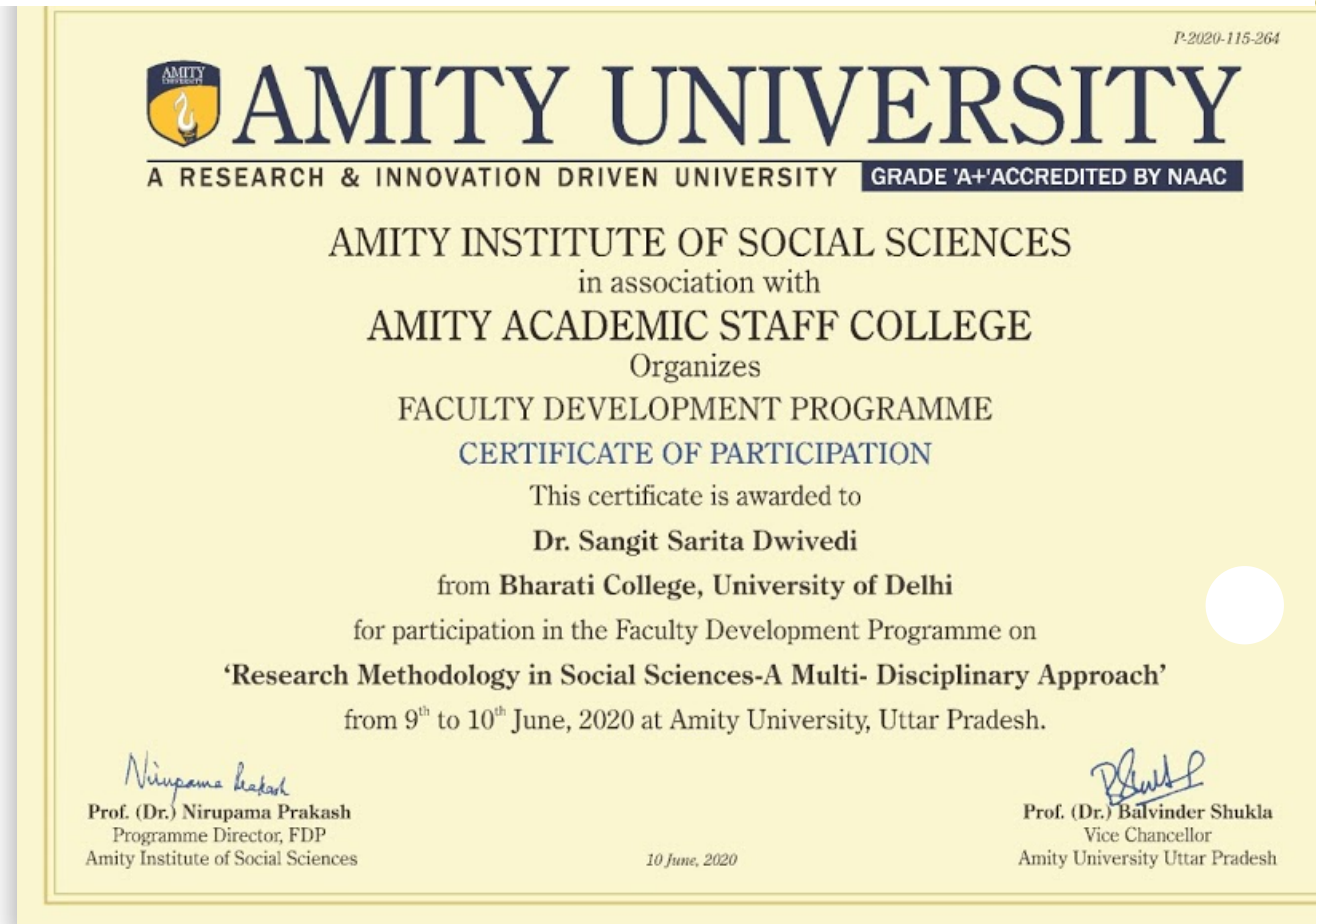 P-2020-115-264
AMITY
UNIVERSITY
AMITY UNIVERSITY
A RESEARCH & INNOVATION DRIVEN UNIVERSITY GRADE 'A+'ACCREDITED BY NAAC
AMITY INSTITUTE OF SOCIAL SCIENCES
in association with
AMITY ACADEMIC STAFF COLLEGE
Organizes
FACULTY DEVELOPMENT PROGRAMME
CERTIFICATE OF PARTICIPATION
This certificate is awarded to
Dr. Sangit Sarita Dwivedi
from Bharati College, University of Delhi
for participation in the Faculty Development Programme on
‘Research Methodology in Social Sciences-A Multi- Disciplinary Approach’
from 9th to 10th June, 2020 at Amity University, Uttar Pradesh.
Nirupama Prakash
Prof. (Dr.) Nirupama Prakash
Programme Director, FDP
Amity Institute of Social Sciences
10 June, 2020
Prof. (Dr.) Balvinder Shukla
Vice Chancellor
Amity University Uttar Pradesh